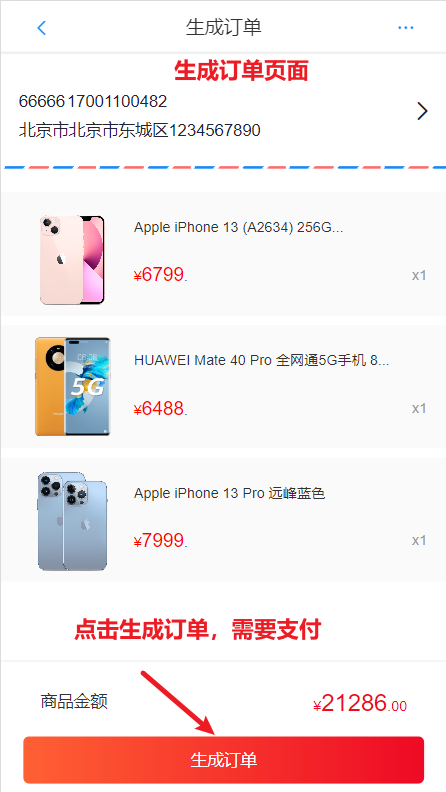 生成订单
生成订单页面
6666617001100482
北京市北京市东城区1234567890
Apple iPhone 13 (A2634) 256G...
¥6799.
x1
HUAWEI Mate 40 Pro 全网通5G手机 8...
¥6488.
x1
5G
Apple iPhone 13 Pro 远峰蓝色
¥7999.
x1
点击生成订单，需要支付
商品金额
¥21286.00
生成订单